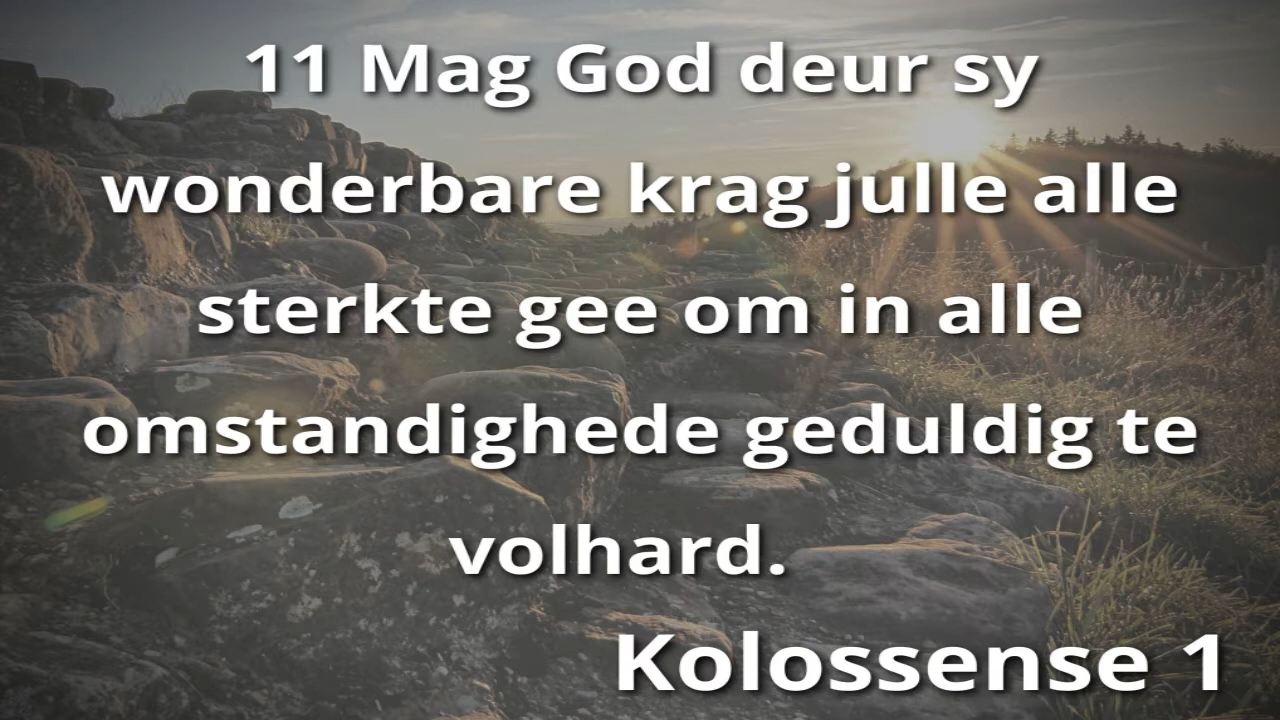 11 Mag God deur sy
wonderbare krag julle alle
sterkte gee om in alle
omstandighede geduldig te
volhard.
Kolossense 1